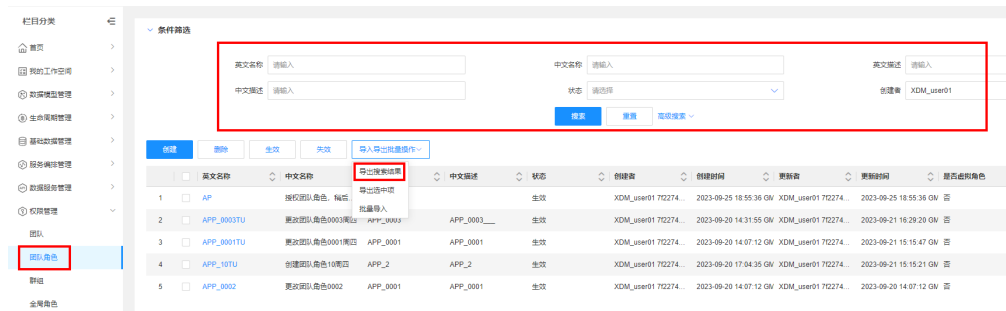 栏目分类
首页
我的工作空间
数据模型管理
生命周期管理
基础数据管理
服务编排管理
数据服务管理
权限管理
团队
团队角色
群组
全局角色
条件筛选
英文名称 请输入 中文名称 请输入 英文描述 请输入
中文描述 请输入 状态 请选择 创建者 XDM_user01
搜索 重置 高级搜索
创建 删除 生效 失效 导入导出批量操作
导出搜索结果
导出选中项
批量导入
英文名称 中文名称 中文描述 状态 创建者 创建时间 更新者 更新时间 是否虚拟角色
1 AP 授权团队角色，稍后 生效 XDM_user01 7f2274... 2023-09-25 18:55:36 GM XDM_user01 7f2274... 2023-09-25 18:55:36 GM 否
2 APP_0003TU 更改团队角色0003周四 APP_0003 APP_0003___ 生效 XDM_user01 7f2274... 2023-09-20 14:31:55 GM XDM_user01 7f2274... 2023-09-21 16:29:20 GM 否
3 APP_0001TU 更改团队角色0001周四 APP_0001 APP_0001 生效 XDM_user01 7f2274... 2023-09-20 14:07:12 GM XDM_user01 7f2274... 2023-09-21 15:15:47 GM 否
4 APP_10TU 创建团队角色10周四 APP_2 APP_2 生效 XDM_user01 7f2274... 2023-09-20 17:04:35 GM XDM_user01 7f2274... 2023-09-21 15:15:21 GM 否
5 APP_0002 更改团队角色0002 APP_0001 APP_0001 生效 XDM_user01 7f2274... 2023-09-20 14:07:12 GM XDM_user01 7f2274... 2023-09-20 14:07:12 GM 否